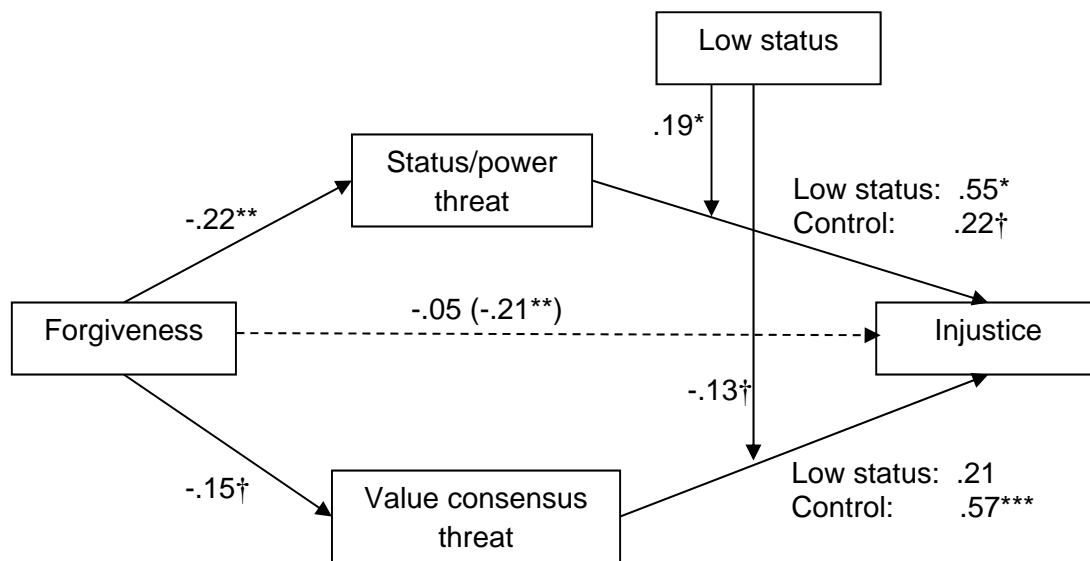 Low status
.19*
Status/power
threat
Low status: .55*
Control: .22†
-.22**
Forgiveness
-.05 (-.21**)
Injustice
-.13†
-.15†
Value consensus
threat
Low status: .21
Control: .57***